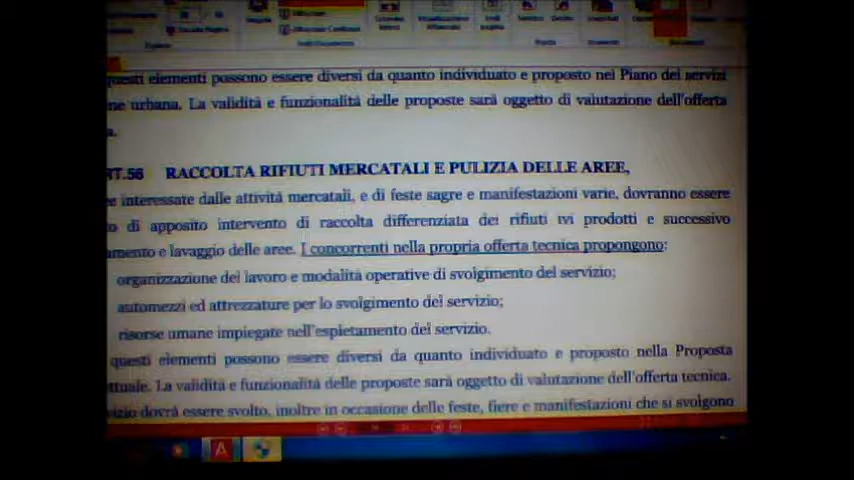 questi elementi possono essere diversi da quanto individuato e proposto nel Piano dei servizi
ne urbana. La validità e funzionalità delle proposte sarà oggetto di valutazione dell'offerta
a.
RT.56 RACCOLTA RIFIUTI MERCATALI E PULIZIA DELLE AREE,
e interessate dalle attività mercatali, e di feste sagre e manifestazioni varie, dovranno essere
o di apposito intervento di raccolta differenziata dei rifiuti ivi prodotti e successivo
amento e lavaggio delle aree. I concorrenti nella propria offerta tecnica propongono:
organizzazione del lavoro e modalità operative di svolgimento del servizio;
automezzi ed attrezzature per lo svolgimento del servizio;
risorse umane impiegate nell'espletamento del servizio.
questi elementi possono essere diversi da quanto individuato e proposto nella Proposta
ttuale. La validità e funzionalità delle proposte sarà oggetto di valutazione dell'offerta tecnica.
vizio dovrà essere svolto, inoltre in occasione delle feste, fiere e manifestazioni che si svolgono